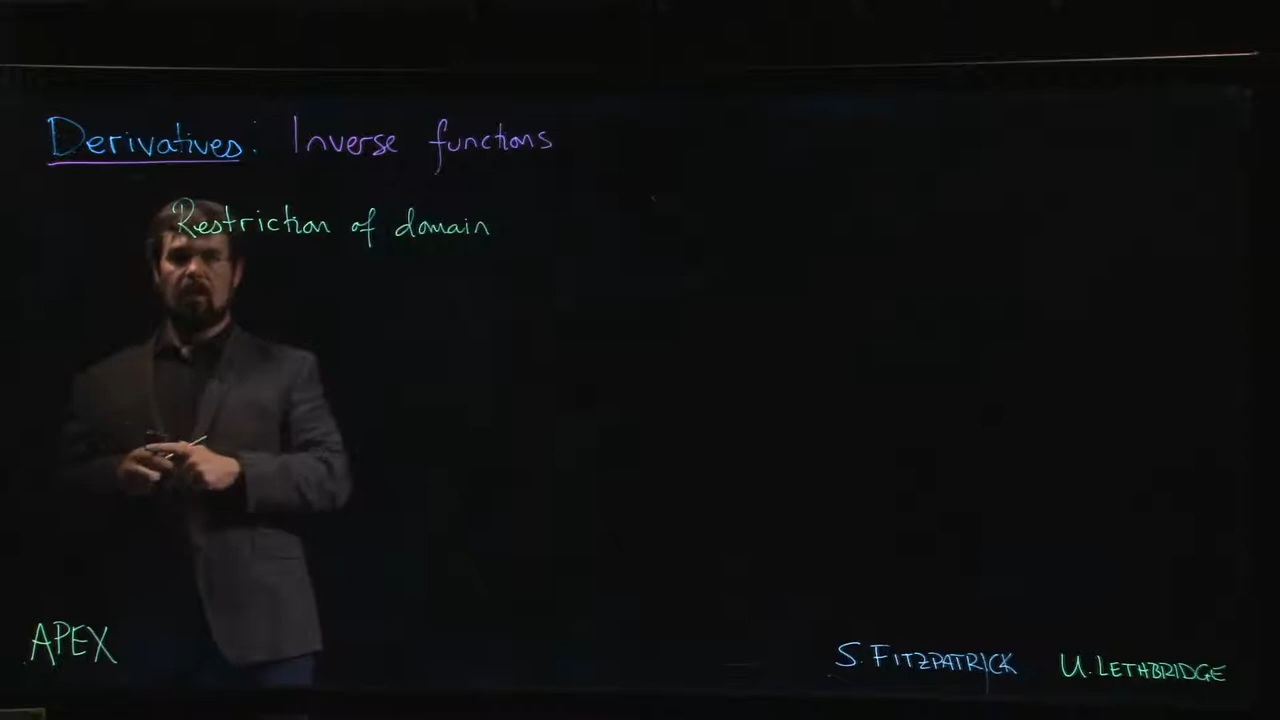 Derivatives: Inverse functions
Restriction of domain
APEX
S. FITZPATRICK U. LETHBRIDGE